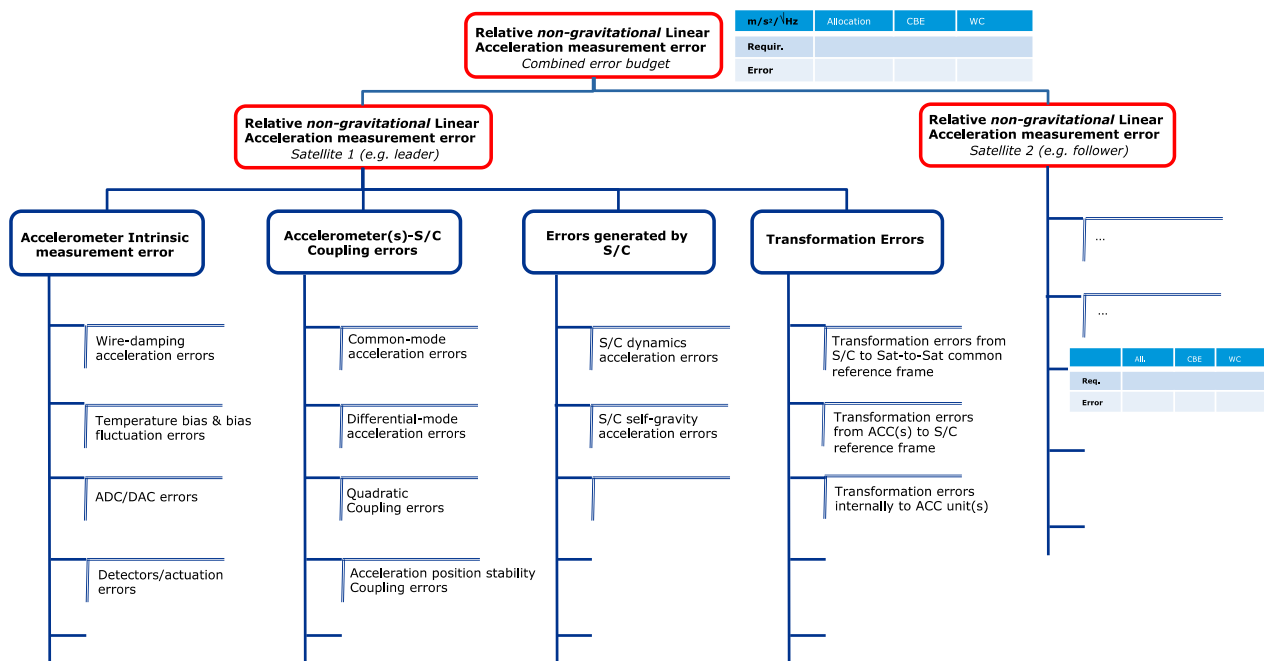 Relative non-gravitational Linear
Acceleration measurement error
Combined error budget
m/s²/√Hz Allocation CBE WC
Requir.
Error
Relative non-gravitational Linear
Acceleration measurement error
Satellite 1 (e.g. leader)
Relative non-gravitational Linear
Acceleration measurement error
Satellite 2 (e.g. follower)
Accelerometer Intrinsic
measurement error
Accelerometer(s)-S/C
Coupling errors
Errors generated by
S/C
Transformation Errors
Wire-damping
acceleration errors
Temperature bias & bias
fluctuation errors
ADC/DAC errors
Detectors/actuation
errors
Common-mode
acceleration errors
Differential-mode
acceleration errors
Quadratic
Coupling errors
Acceleration position stability
Coupling errors
S/C dynamics
acceleration errors
S/C self-gravity
acceleration errors
Transformation errors from
S/C to Sat-to-Sat common
reference frame
Transformation errors
from ACC(s) to S/C
reference frame
Transformation errors
internally to ACC unit(s)
...
...
All. CBE WC
Req.
Error